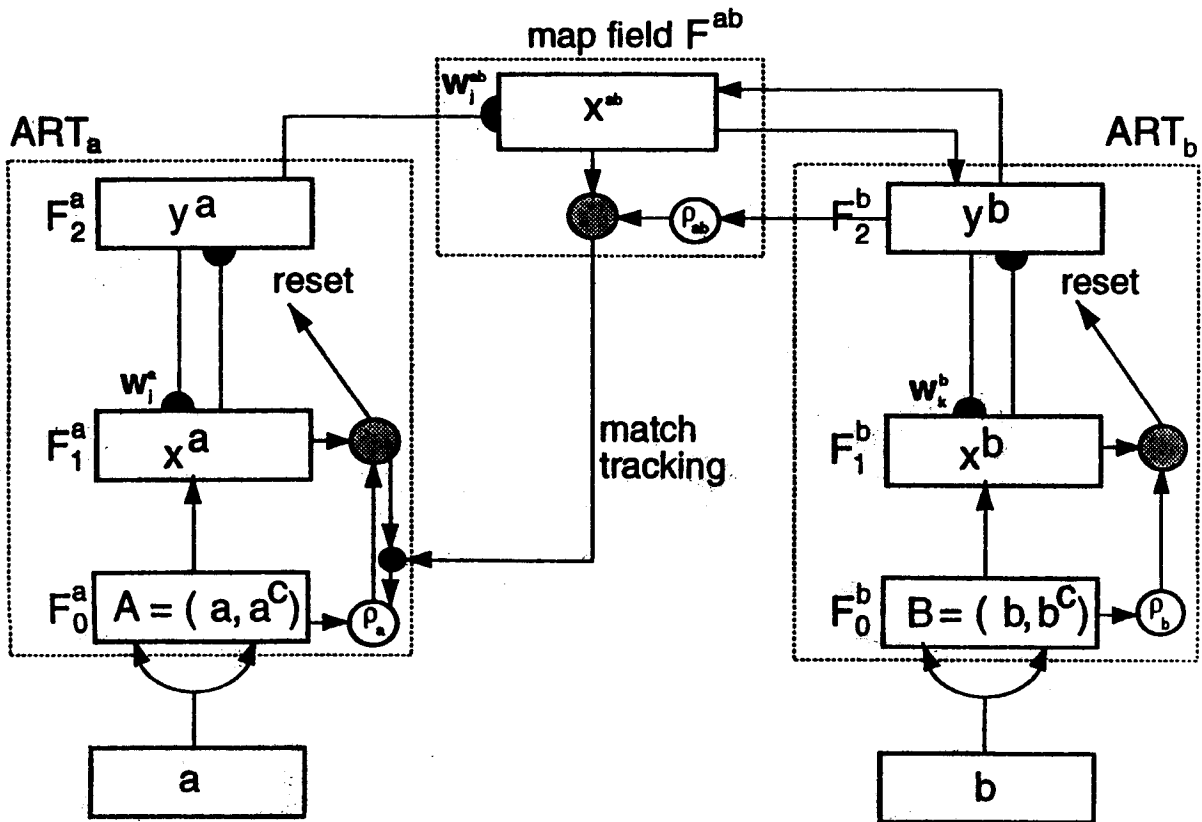 map field F^ab
w_j^ab
x^ab
ART_a
ART_b
F_2^a
y^a
ρ_ab
F_2^b
y^b
reset
reset
w_j^a
w_k^b
F_1^a
x^a
match
tracking
F_1^b
x^b
F_0^a
A = ( a, a^c)
ρ_a
F_0^b
B = ( b, b^c)
ρ_b
a
b